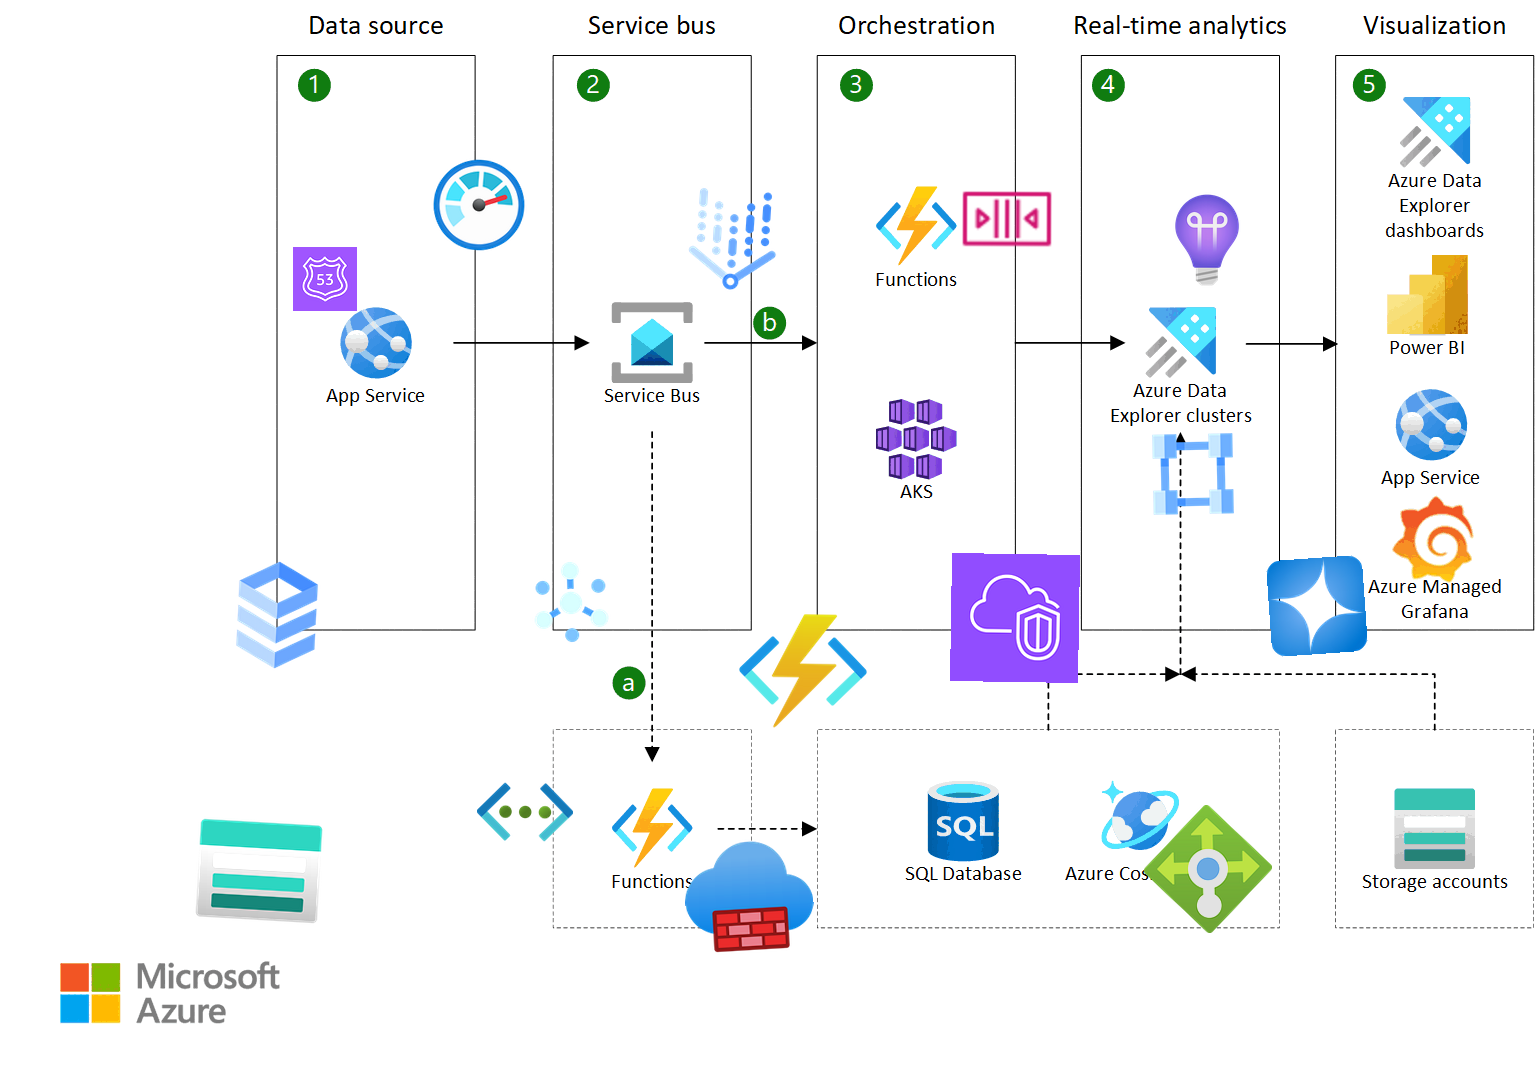 Data source
Service bus
Orchestration
Real-time analytics
Visualization
1
2
3
4
5
53
App Service
Service Bus
b
Functions
AKS
Azure Data
Explorer clusters
Azure Data
Explorer
dashboards
Power BI
App Service
Azure Managed
Grafana
a
Functions
SQL
SQL Database
Azure
Storage accounts
Microsoft
Azure